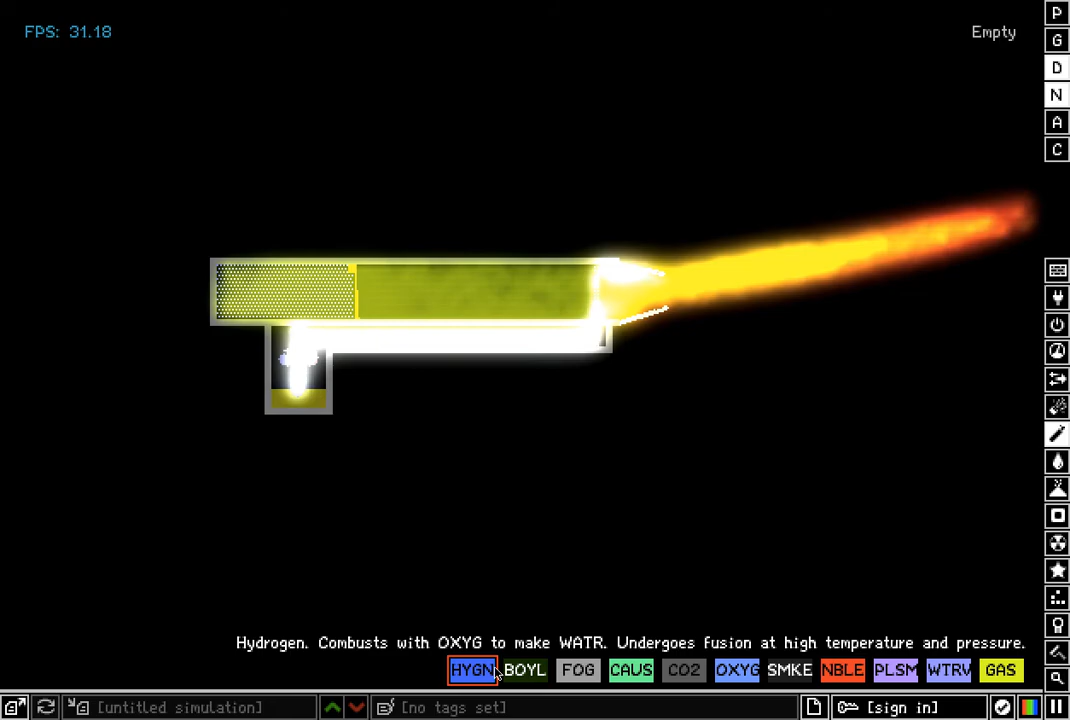 FPS: 31.18
Empty
P
G
D
N
A
C
Hydrogen. Combusts with OXYG to make WATR. Undergoes fusion at high temperature and pressure.
HYGN BOYL FOG CAUS CO2 OXYG SMKE NBLE PLSM WTRV GAS
[untitled simulation] [no tags set] [sign in]